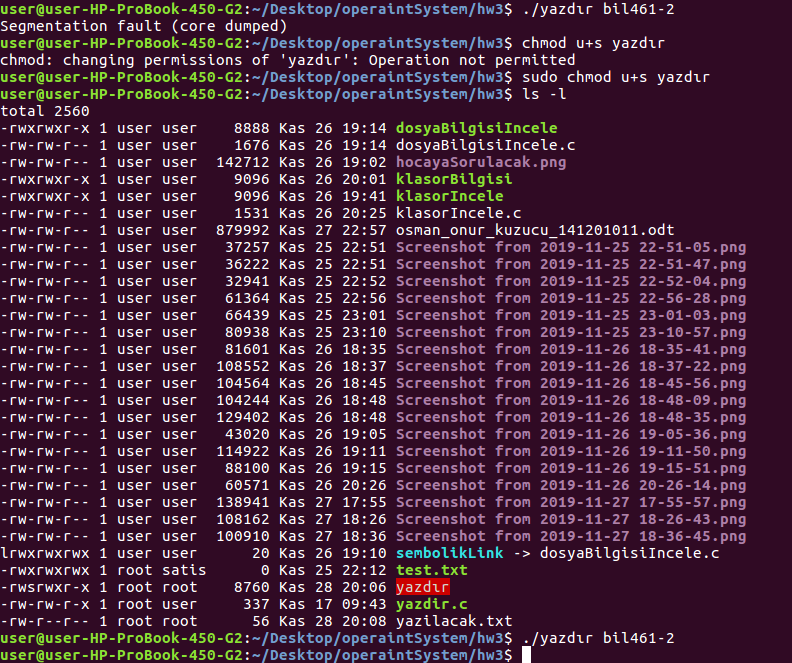 user@user-HP-ProBook-450-G2:~/Desktop/operaintSystem/hw3$ ./yazdır bil461-2
Segmentation fault (core dumped)
user@user-HP-ProBook-450-G2:~/Desktop/operaintSystem/hw3$ chmod u+s yazdır
chmod: changing permissions of 'yazdır': Operation not permitted
user@user-HP-ProBook-450-G2:~/Desktop/operaintSystem/hw3$ sudo chmod u+s yazdır
user@user-HP-ProBook-450-G2:~/Desktop/operaintSystem/hw3$ ls -l
total 2560
-rwxrwxr-x 1 user user    8888 Kas 26 19:14 dosyaBilgisiIncele
-rw-rw-r-- 1 user user    1676 Kas 26 19:14 dosyaBilgisiIncele.c
-rw-rw-r-- 1 user user  142712 Kas 26 19:02 hocayaSorulacak.png
-rwxrwxr-x 1 user user    9096 Kas 26 20:01 klasorBilgisi
-rwxrwxr-x 1 user user    9096 Kas 26 19:41 klasorIncele
-rw-rw-r-- 1 user user    1531 Kas 26 20:25 klasorIncele.c
-rw-rw-r-- 1 user user  879992 Kas 27 22:57 osman_onur_kuzucu_141201011.odt
-rw-rw-r-- 1 user user   37257 Kas 25 22:51 Screenshot from 2019-11-25 22-51-05.png
-rw-rw-r-- 1 user user   36222 Kas 25 22:51 Screenshot from 2019-11-25 22-51-47.png
-rw-rw-r-- 1 user user   32941 Kas 25 22:52 Screenshot from 2019-11-25 22-52-04.png
-rw-rw-r-- 1 user user   61364 Kas 25 22:56 Screenshot from 2019-11-25 22-56-28.png
-rw-rw-r-- 1 user user   66439 Kas 25 23:01 Screenshot from 2019-11-25 23-01-03.png
-rw-rw-r-- 1 user user   80938 Kas 25 23:10 Screenshot from 2019-11-25 23-10-57.png
-rw-rw-r-- 1 user user   81601 Kas 26 18:35 Screenshot from 2019-11-26 18-35-41.png
-rw-rw-r-- 1 user user  108552 Kas 26 18:37 Screenshot from 2019-11-26 18-37-22.png
-rw-rw-r-- 1 user user  104564 Kas 26 18:45 Screenshot from 2019-11-26 18-45-56.png
-rw-rw-r-- 1 user user  104244 Kas 26 18:48 Screenshot from 2019-11-26 18-48-09.png
-rw-rw-r-- 1 user user  129402 Kas 26 18:48 Screenshot from 2019-11-26 18-48-35.png
-rw-rw-r-- 1 user user   43020 Kas 26 19:05 Screenshot from 2019-11-26 19-05-36.png
-rw-rw-r-- 1 user user  114922 Kas 26 19:11 Screenshot from 2019-11-26 19-11-50.png
-rw-rw-r-- 1 user user   88100 Kas 26 19:15 Screenshot from 2019-11-26 19-15-51.png
-rw-rw-r-- 1 user user   60571 Kas 26 20:26 Screenshot from 2019-11-26 20-26-14.png
-rw-rw-r-- 1 user user  138941 Kas 27 17:55 Screenshot from 2019-11-27 17-55-57.png
-rw-rw-r-- 1 user user  108162 Kas 27 18:26 Screenshot from 2019-11-27 18-26-43.png
-rw-rw-r-- 1 user user  100910 Kas 27 18:36 Screenshot from 2019-11-27 18-36-45.png
lrwxrwxrwx 1 user user      20 Kas 26 19:10 sembolikLink -> dosyaBilgisiIncele.c
-rwxrwxrwx 1 root satis      0 Kas 25 22:12 test.txt
-rwsrwxr-x 1 root root    8760 Kas 28 20:06 yazdır
-rwxrwxr-x 1 root user     337 Kas 17 09:43 yazdir.c
-rw-r--r-- 1 root root      56 Kas 28 20:08 yazilacak.txt
user@user-HP-ProBook-450-G2:~/Desktop/operaintSystem/hw3$ ./yazdır bil461-2
user@user-HP-ProBook-450-G2:~/Desktop/operaintSystem/hw3$